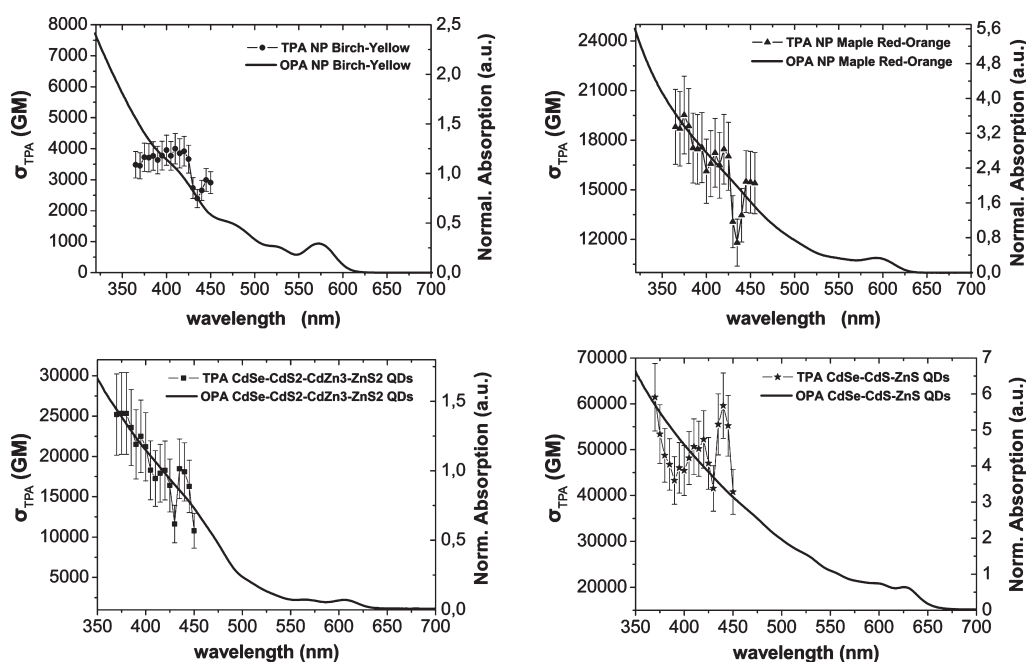 8000
7000
6000
5000
4000
3000
2000
1000
0
σTPA (GM)
TPA NP Birch-Yellow
OPA NP Birch-Yellow
2,5
2,0
1,5
1,0
0,5
0,0
Normal. Absorption (a.u.)
350 400 450 500 550 600 650 700
wavelength (nm)
24000
21000
18000
15000
12000
σTPA (GM)
TPA NP Maple Red-Orange
OPA NP Maple Red-Orange
5,6
4,8
4,0
3,2
2,4
1,6
0,8
0,0
Normal. Absorption (a.u.)
350 400 450 500 550 600 650 700
wavelength (nm)
30000
25000
20000
15000
10000
5000
σTPA (GM)
TPA CdSe-CdS2-CdZn3-ZnS2 QDs
OPA CdSe-CdS2-CdZn3-ZnS2 QDs
1,5
1,0
0,5
0,0
Norm. Absorption (a.u.)
350 400 450 500 550 600 650 700
wavelength (nm)
70000
60000
50000
40000
30000
20000
σTPA (GM)
TPA CdSe-CdS-ZnS QDs
OPA CdSe-CdS-ZnS QDs
7
6
5
4
3
2
1
0
Norm. Absorption (a.u.)
350 400 450 500 550 600 650 700
wavelength (nm)